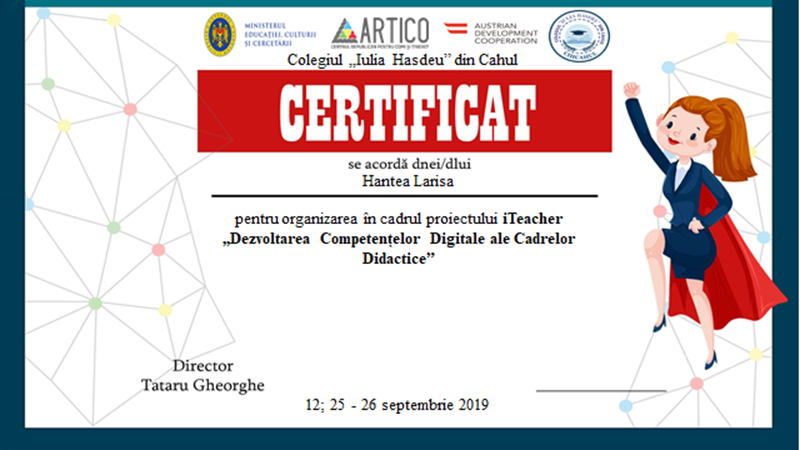 MINISTERUL
EDUCAȚIEI, CULTURII
ȘI CERCETĂRII
ARTICO
CENTRUL REPUBLICAN PENTRU COPII ȘI TINERET
AUSTRIAN
DEVELOPMENT
COOPERATION
Colegiul „Iulia Hasdeu” din Cahul
CERTIFICAT
se acordă dnei/dlui
Hantea Larisa
pentru organizarea în cadrul proiectului iTeacher
„Dezvoltarea Competențelor Digitale ale Cadrelor
Didactice”
Director
Tataru Gheorghe
12; 25 - 26 septembrie 2019